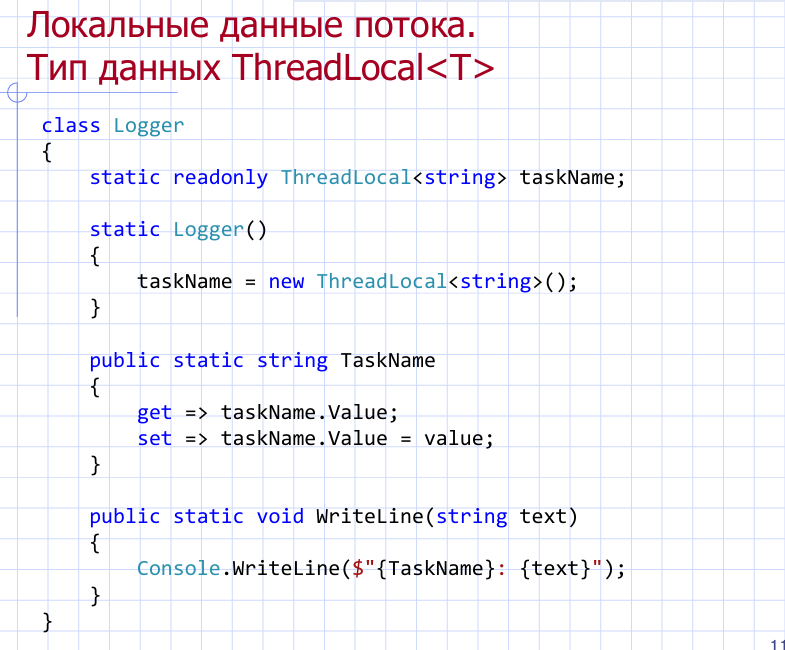 Локальные данные потока.
Тип данных ThreadLocal<T>
class Logger
{
    static readonly ThreadLocal<string> taskName;
    static Logger()
    {
        taskName = new ThreadLocal<string>();
    }
    public static string TaskName
    {
        get => taskName.Value;
        set => taskName.Value = value;
    }
    public static void WriteLine(string text)
    {
        Console.WriteLine($"{TaskName}: {text}");
    }
}
11